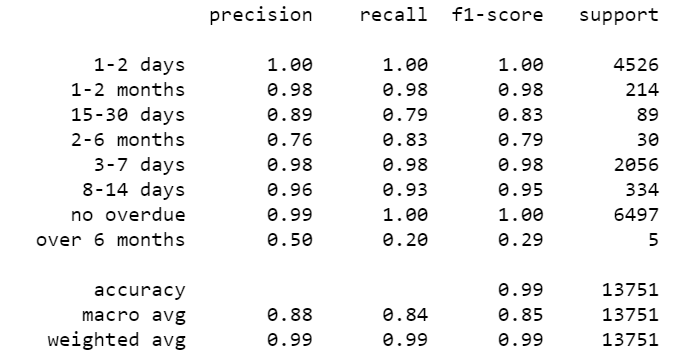 precision recall f1-score support
1-2 days 1.00 1.00 1.00 4526
1-2 months 0.98 0.98 0.98 214
15-30 days 0.89 0.79 0.83 89
2-6 months 0.76 0.83 0.79 30
3-7 days 0.98 0.98 0.98 2056
8-14 days 0.96 0.93 0.95 334
no overdue 0.99 1.00 1.00 6497
over 6 months 0.50 0.20 0.29 5
accuracy 0.99 13751
macro avg 0.88 0.84 0.85 13751
weighted avg 0.99 0.99 0.99 13751